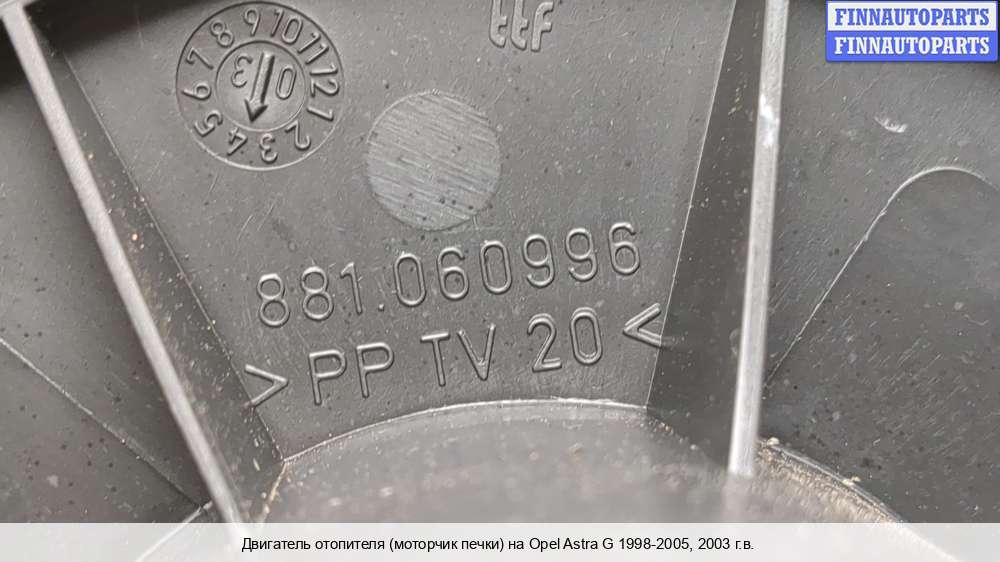 FINNAUTOPARTS
FINNAUTOPARTS
ttf
1 2 3 4 5 6 7 8 9 10 11 12
03
881.060996
> PP TV 20 <
Двигатель отопителя (моторчик печки) на Opel Astra G 1998-2005, 2003 г.в.